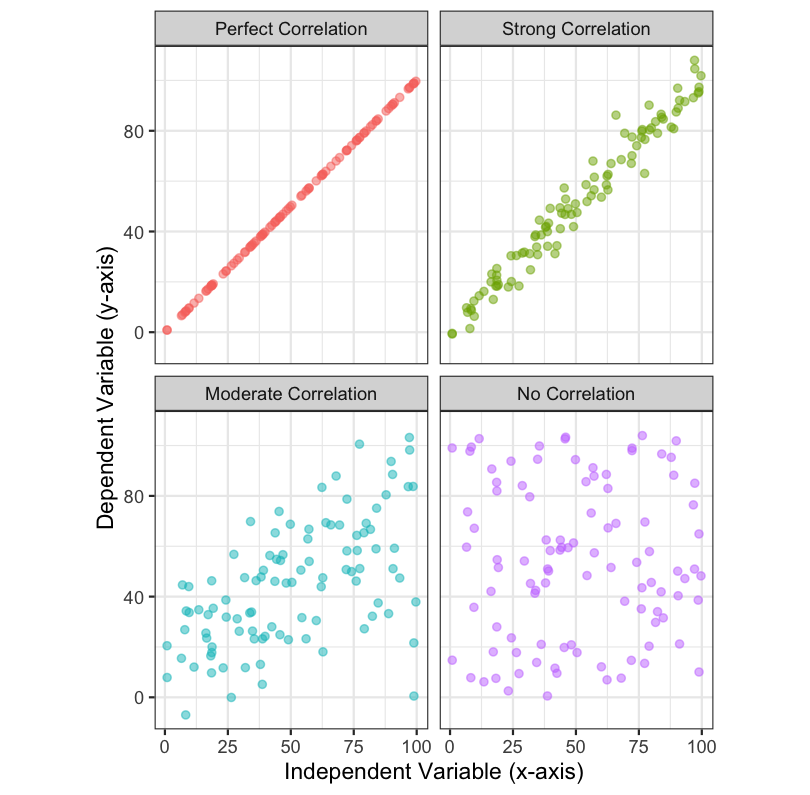 Perfect Correlation
Strong Correlation
80
40
0
Moderate Correlation
No Correlation
80
40
0
0 25 50 75 100
0 25 50 75 100
Dependent Variable (y-axis)
Independent Variable (x-axis)